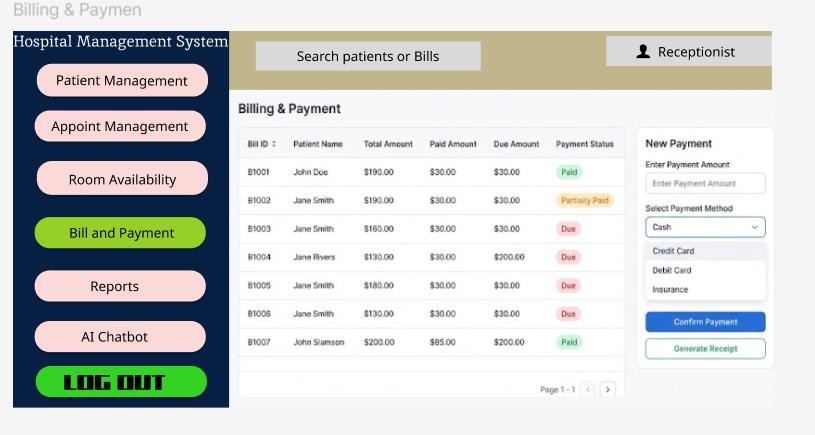 Billing & Paymen
Hospital Management System
Search patients or Bills
Receptionist
Patient Management
Appoint Management
Room Availability
Bill and Payment
Reports
AI Chatbot
LOG OUT
Billing & Payment
Bill ID Patient Name Total Amount Paid Amount Due Amount Payment Status
B1001 John Doe $190.00 $30.00 $30.00 Paid
B1002 Jane Smith $190.00 $30.00 $30.00 Partially Paid
B1003 Jane Smith $160.00 $30.00 $30.00 Due
B1004 Jane Rivers $130.00 $30.00 $200.00 Due
B1005 Jane Smith $180.00 $30.00 $30.00 Due
B1006 Jane Smith $130.00 $30.00 $30.00 Due
B1007 John Slamson $200.00 $85.00 $200.00 Paid
Page 1 - 1
New Payment
Enter Payment Amount
Enter Payment Amount
Select Payment Method
Cash
Credit Card
Debit Card
Insurance
Confirm Payment
Generate Receipt